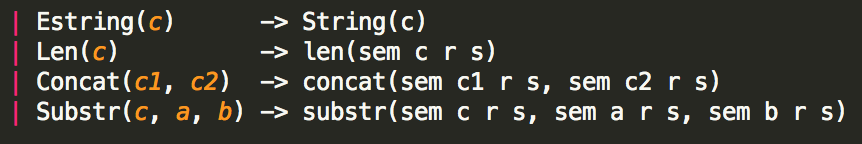 | Estring(c)      -> String(c)
| Len(c)          -> len(sem c r s)
| Concat(c1, c2)  -> concat(sem c1 r s, sem c2 r s)
| Substr(c, a, b) -> substr(sem c r s, sem a r s, sem b r s)